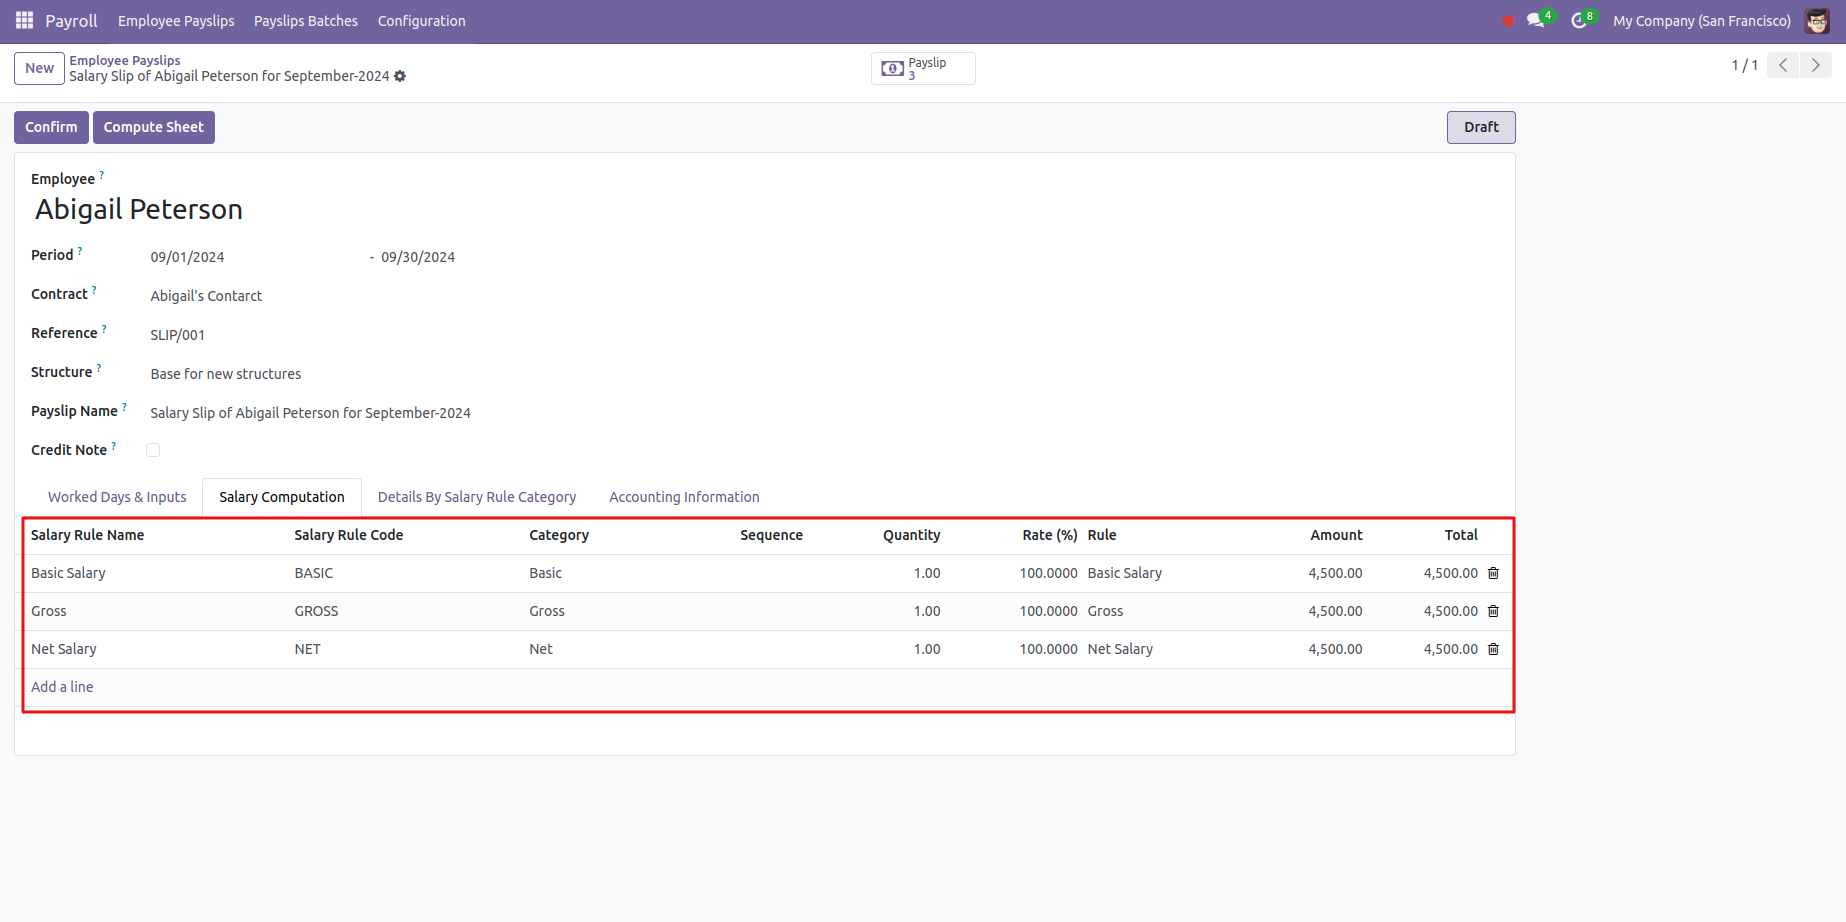 Payroll Employee Payslips Payslips Batches Configuration 4 8 My Company (San Francisco)
New Employee Payslips
Salary Slip of Abigail Peterson for September-2024
Payslip
3
1 / 1
Confirm Compute Sheet Draft
Employee ?
Abigail Peterson
Period ? 09/01/2024 - 09/30/2024
Contract ? Abigail's Contarct
Reference ? SLIP/001
Structure ? Base for new structures
Payslip Name ? Salary Slip of Abigail Peterson for September-2024
Credit Note ?
Worked Days & Inputs Salary Computation Details By Salary Rule Category Accounting Information
Salary Rule Name Salary Rule Code Category Sequence Quantity Rate (%) Rule Amount Total
Basic Salary BASIC Basic 1.00 100.0000 Basic Salary 4,500.00 4,500.00
Gross GROSS Gross 1.00 100.0000 Gross 4,500.00 4,500.00
Net Salary NET Net 1.00 100.0000 Net Salary 4,500.00 4,500.00
Add a line